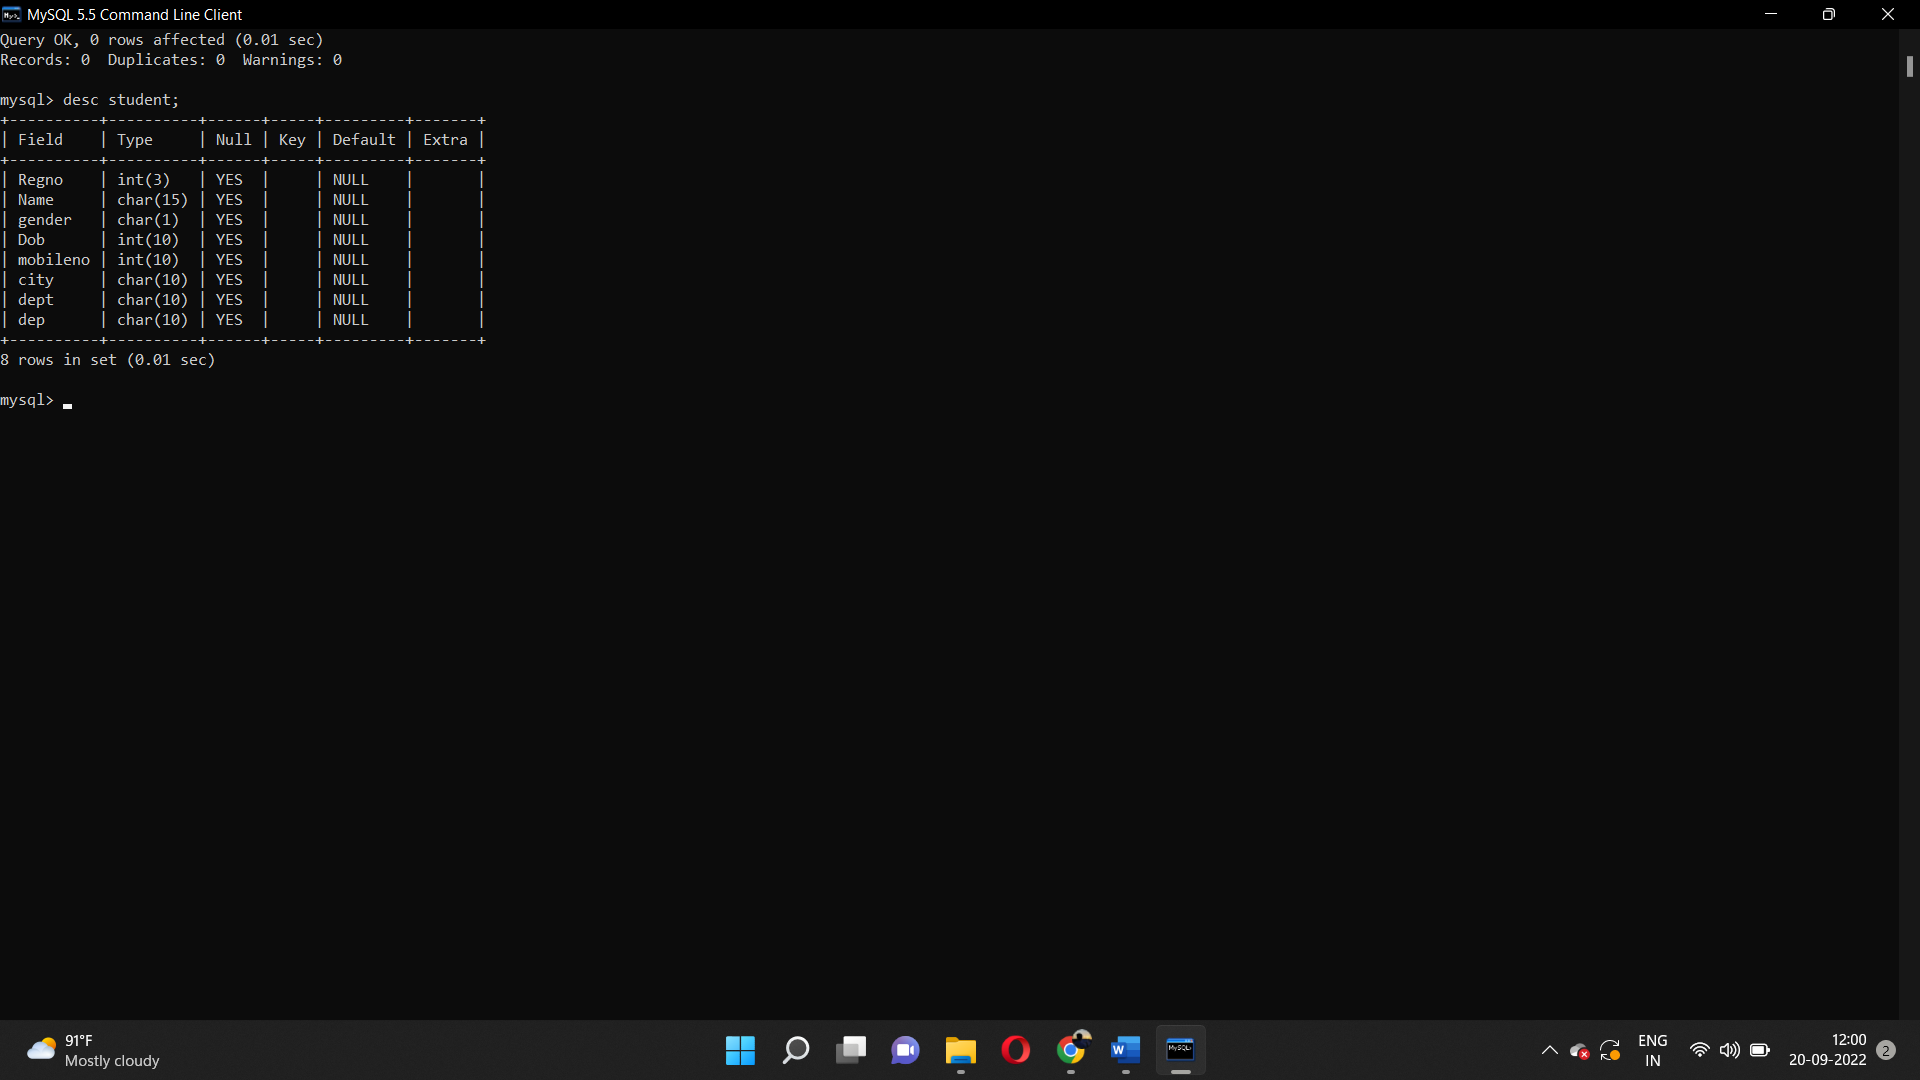 MySQL 5.5 Command Line Client
Query OK, 0 rows affected (0.01 sec)
Records: 0  Duplicates: 0  Warnings: 0
mysql> desc student;
+----------+----------+------+-----+---------+-------+
| Field    | Type     | Null | Key | Default | Extra |
+----------+----------+------+-----+---------+-------+
| Regno    | int(3)   | YES  |     | NULL    |       |
| Name     | char(15) | YES  |     | NULL    |       |
| gender   | char(1)  | YES  |     | NULL    |       |
| Dob      | int(10)  | YES  |     | NULL    |       |
| mobileno | int(10)  | YES  |     | NULL    |       |
| city     | char(10) | YES  |     | NULL    |       |
| dept     | char(10) | YES  |     | NULL    |       |
| dep      | char(10) | YES  |     | NULL    |       |
+----------+----------+------+-----+---------+-------+
8 rows in set (0.01 sec)
mysql> _
91°F
Mostly cloudy
W
MySQL
ENG
IN
12:00
20-09-2022
2